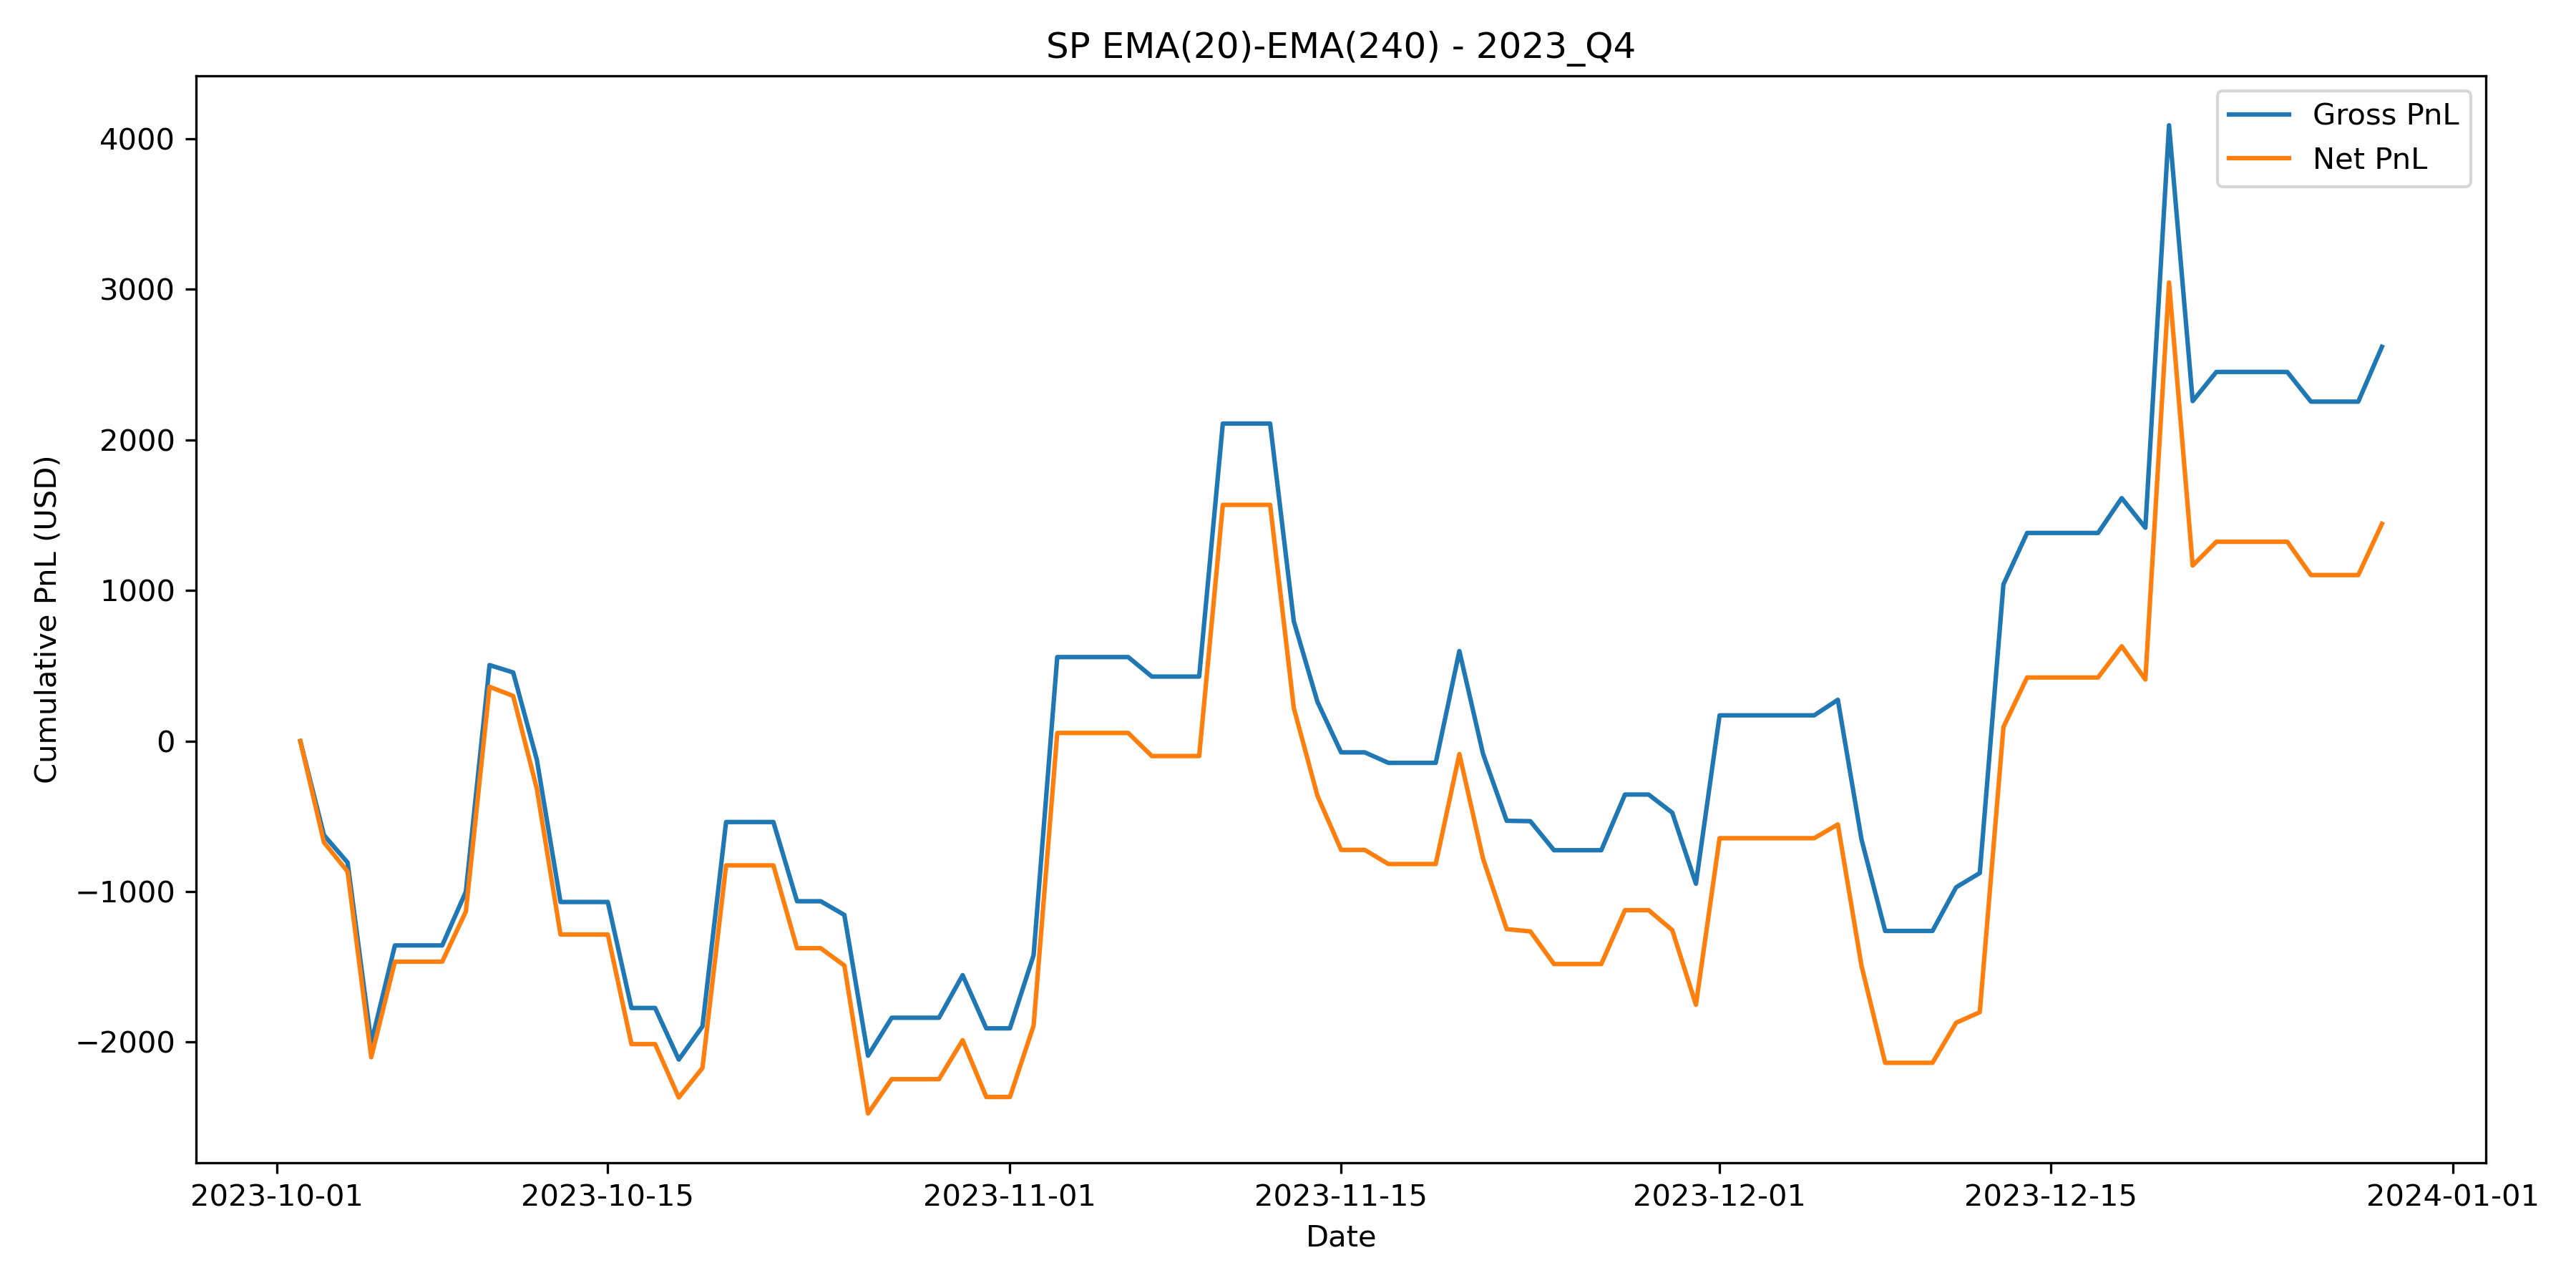 SP EMA(20)-EMA(240) - 2023_Q4
Gross PnL
Net PnL
4000
3000
2000
1000
0
−1000
−2000
Cumulative PnL (USD)
2023-10-01
2023-10-15
2023-11-01
2023-11-15
2023-12-01
2023-12-15
2024-01-01
Date